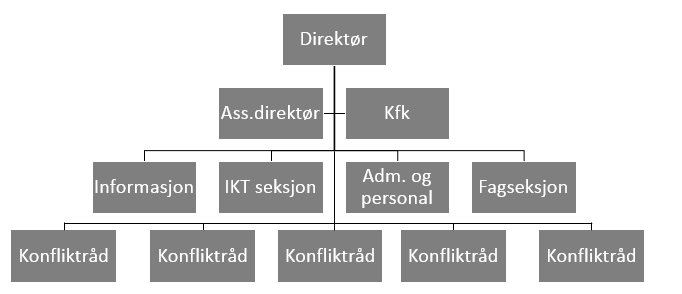 Direktør
Ass.direktør
Kfk
Informasjon
IKT seksjon
Adm. og
personal
Fagseksjon
Konfliktråd
Konfliktråd
Konfliktråd
Konfliktråd
Konfliktråd